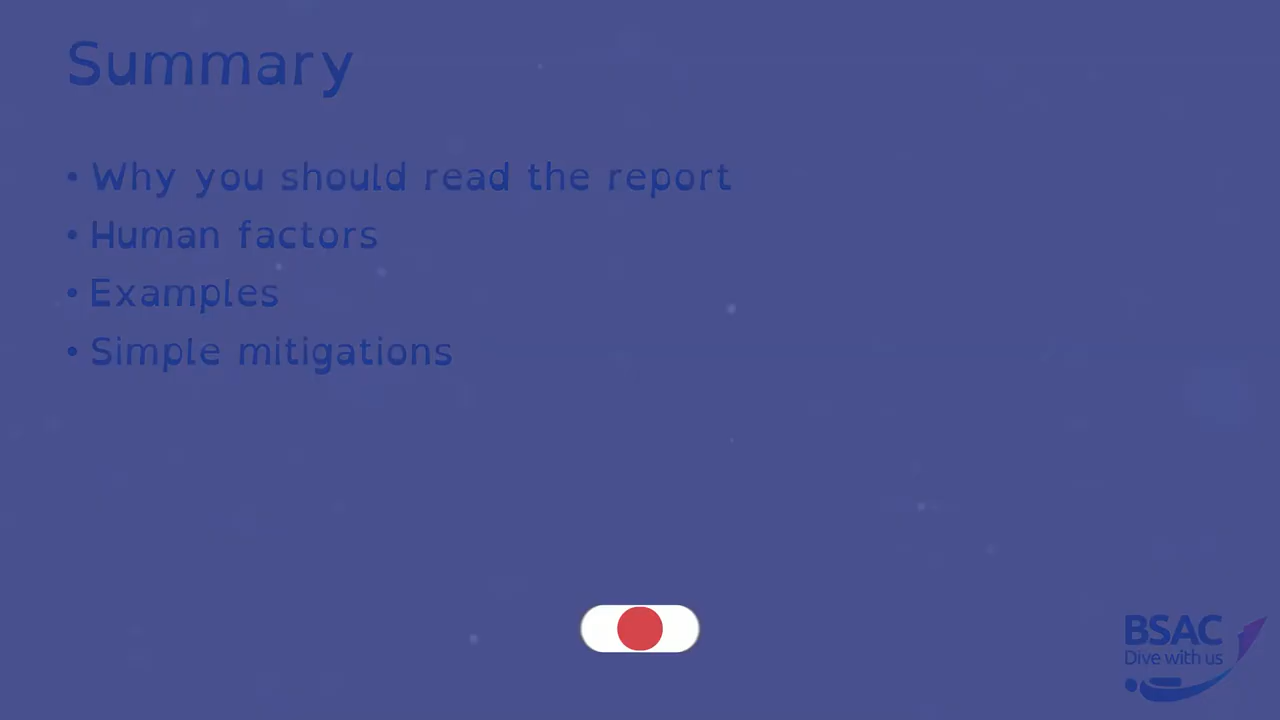 Summary
• Why you should read the report
• Human factors
• Examples
• Simple mitigations
BSAC
Dive with us